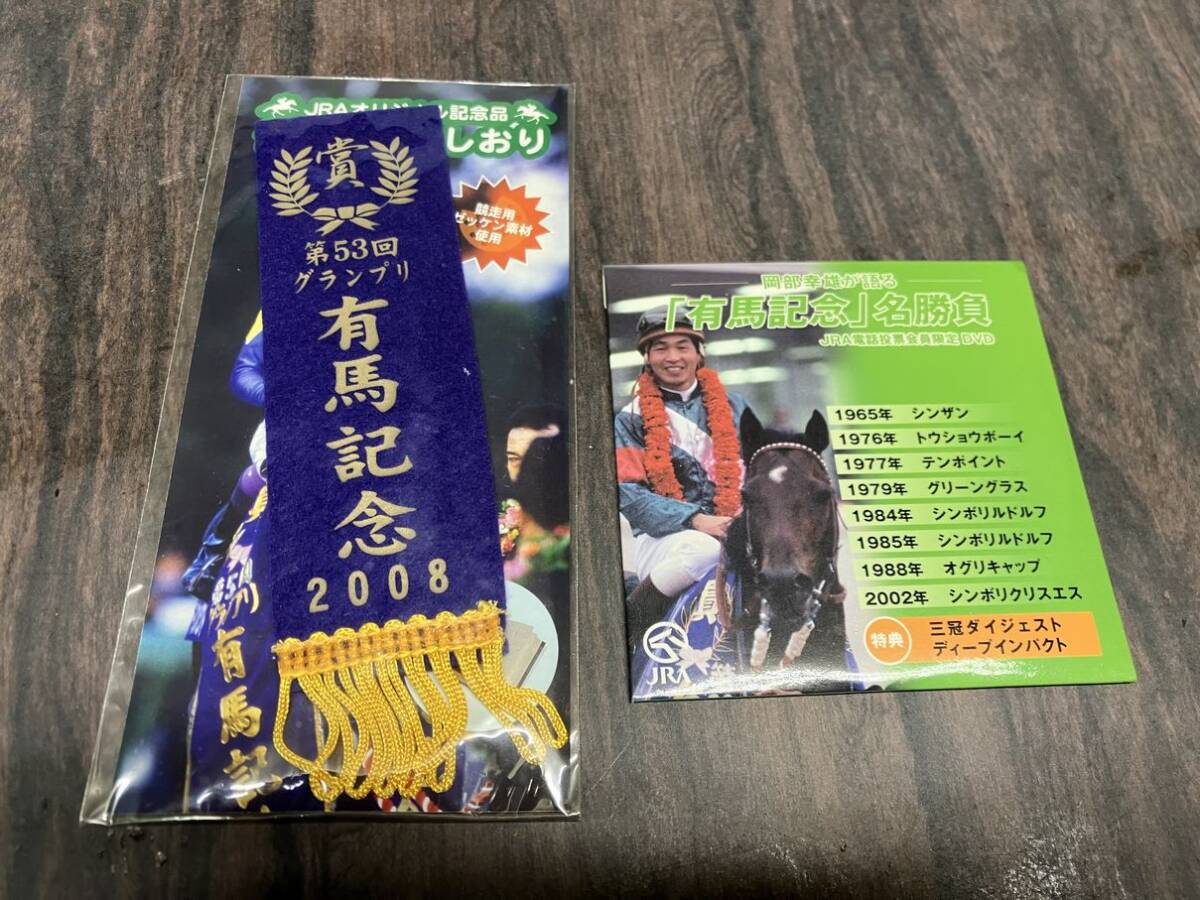 JRAオリジナル記念品
しおり
競走用
ゼッケン素材
使用
賞
第53回
グランプリ
有馬記念
2008
有馬記
岡部幸雄が語る
「有馬記念」名勝負
JRA電話投票会員限定DVD
1965年 シンザン
1976年 トウショウボーイ
1977年 テンポイント
1979年 グリーングラス
1984年 シンボリルドルフ
1985年 シンボリルドルフ
1988年 オグリキャップ
2002年 シンボリクリスエス
特典
三冠ダイジェスト
ディープインパクト
JRA